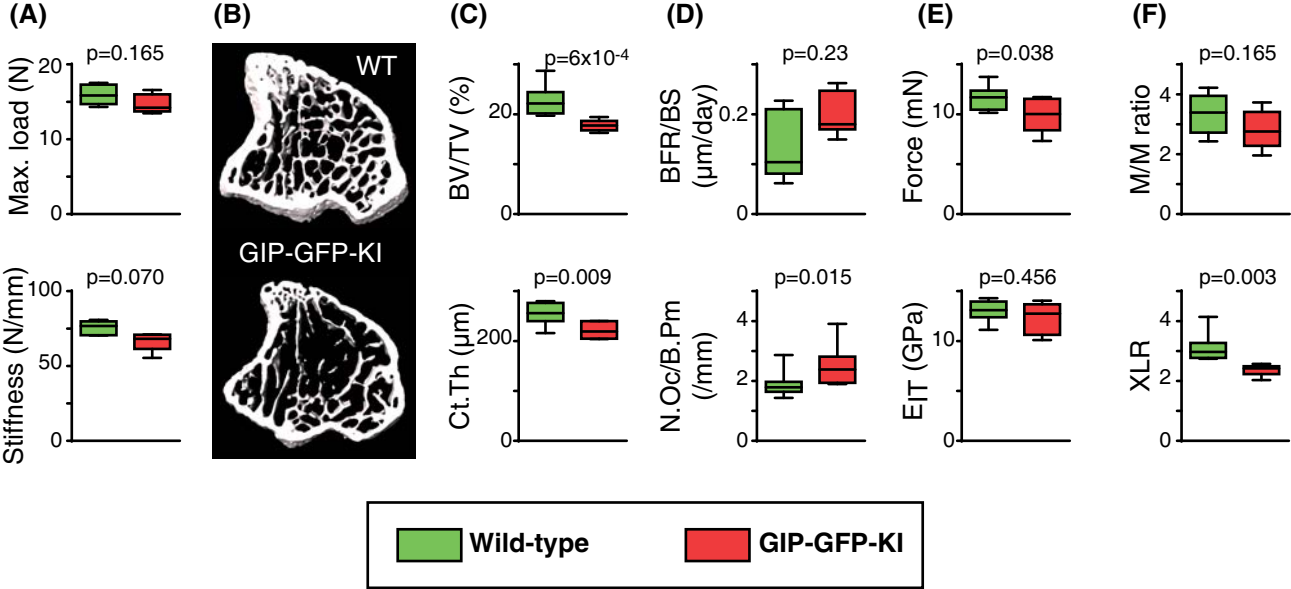 (A)
(B)
(C)
(D)
(E)
(F)
p=0.165
Max. load (N)
20
10
0
p=0.070
Stiffness (N/mm)
100
50
0
WT
GIP-GFP-KI
p=6x10-4
BV/TV (%)
20
0
p=0.009
Ct.Th (µm)
200
0
p=0.23
BFR/BS
(µm/day)
0.2
0
p=0.015
N.Oc/B.Pm
(/mm)
4
2
0
p=0.038
Force (mN)
10
0
p=0.456
EIT (GPa)
10
0
p=0.165
M/M ratio
4
2
0
p=0.003
XLR
4
2
0
Wild-type
GIP-GFP-KI